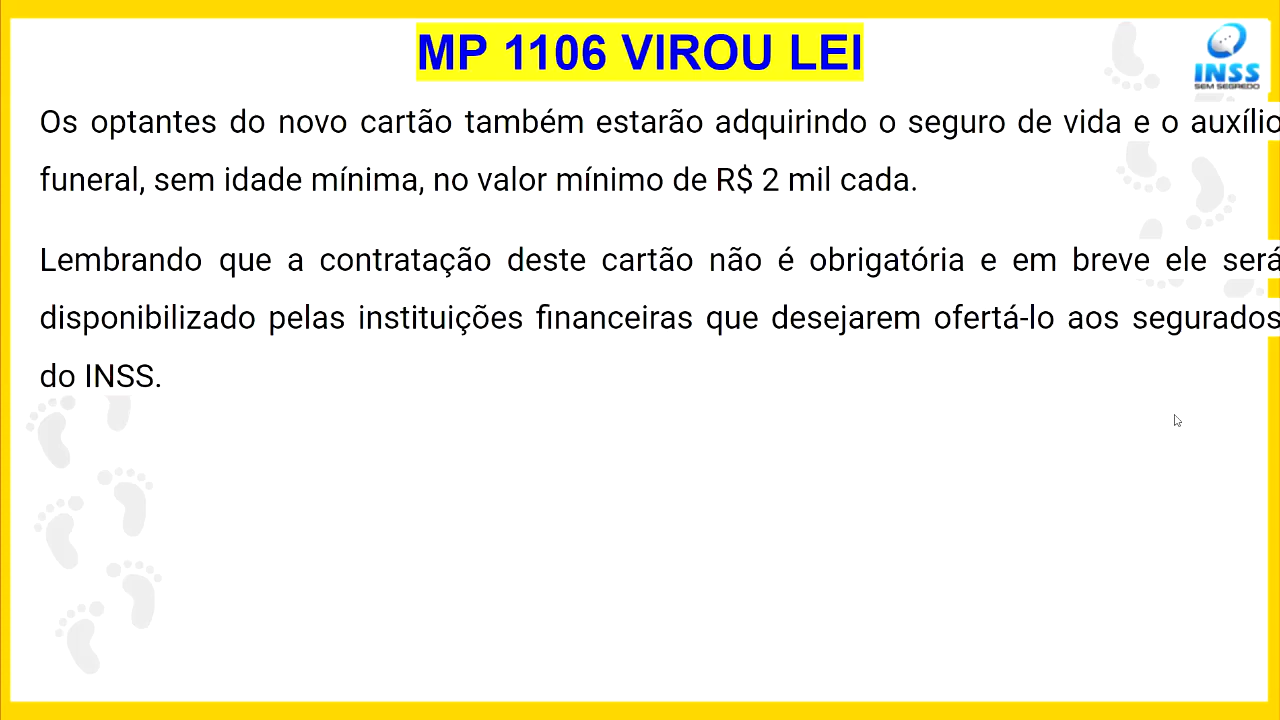 MP 1106 VIROU LEI
INSS
SEM SEGREDO
Os optantes do novo cartão também estarão adquirindo o seguro de vida e o auxílio
funeral, sem idade mínima, no valor mínimo de R$ 2 mil cada.
Lembrando que a contratação deste cartão não é obrigatória e em breve ele será
disponibilizado pelas instituições financeiras que desejarem ofertá-lo aos segurados
do INSS.